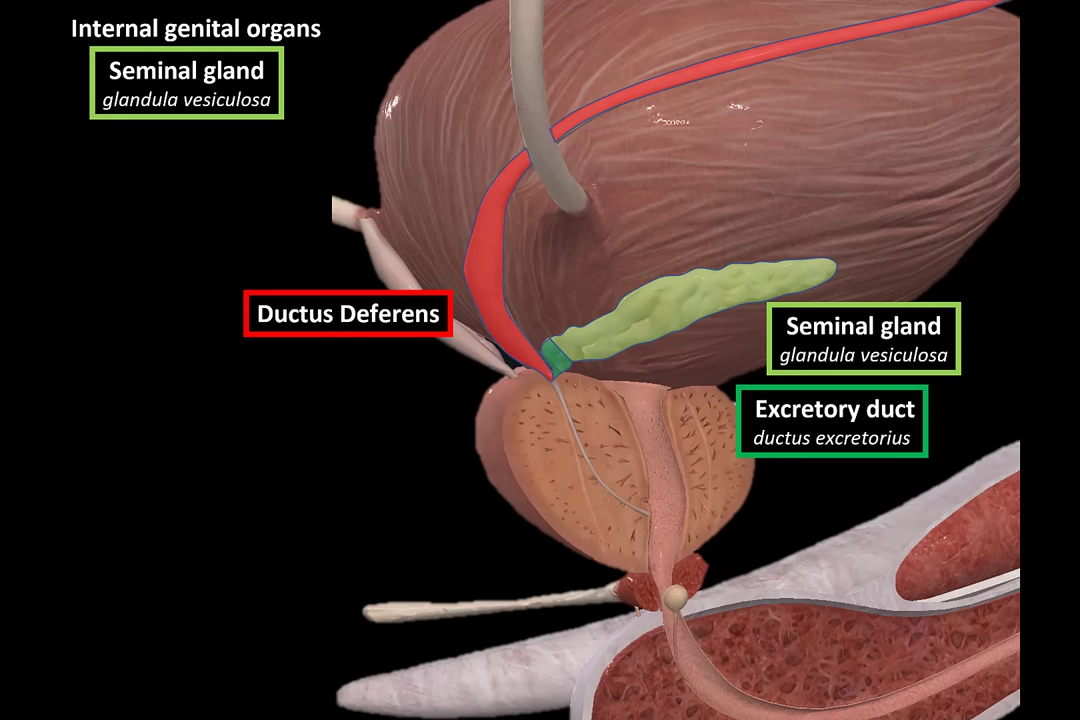 Internal genital organs
Seminal gland
glandula vesiculosa
Ductus Deferens
Seminal gland
glandula vesiculosa
Excretory duct
ductus excretorius